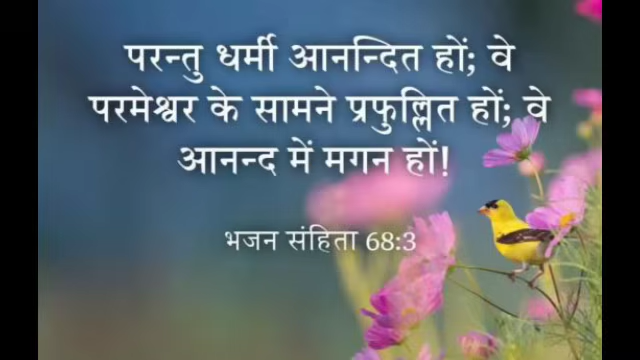 परन्तु धर्मी आनन्दित हों; वे
परमेश्वर के सामने प्रफुल्लित हों; वे
आनन्द में मगन हों!
भजन संहिता 68:3